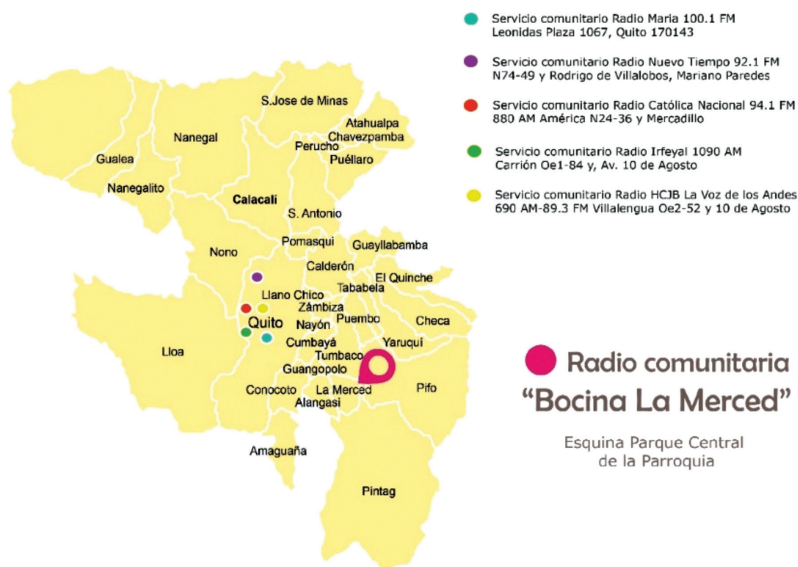 Servicio comunitario Radio Maria 100.1 FM
Leonidas Plaza 1067, Quito 170143
Servicio comunitario Radio Nuevo Tiempo 92.1 FM
N74-49 y Rodrigo de Villalobos, Mariano Paredes
Servicio comunitario Radio Católica Nacional 94.1 FM
880 AM América N24-36 y Mercadillo
Servicio comunitario Radio Irfeyal 1090 AM
Carrión Oe1-84 y, Av. 10 de Agosto
Servicio comunitario Radio HCJB La Voz de los Andes
690 AM-89.3 FM Villalengua Oe2-52 y 10 de Agosto
S.Jose de Minas
Atahualpa
Nanegal
Chavezpamba
Perucho
Gualea
Puéllaro
Nanegalito
Calacali
S. Antonio
Pomasqui
Guayllabamba
Nono
Calderón
El Quinche
Tababela
Llano Chico
Zámbiza
Quito
Nayón
Puembo
Checa
Cumbayá
Yaruquí
Lloa
Tumbaco
Guangopolo
Conocoto
La Merced
Pifo
Alangasi
Amaguaña
Pintag
Radio comunitaria
“Bocina La Merced”
Esquina Parque Central
de la Parroquia